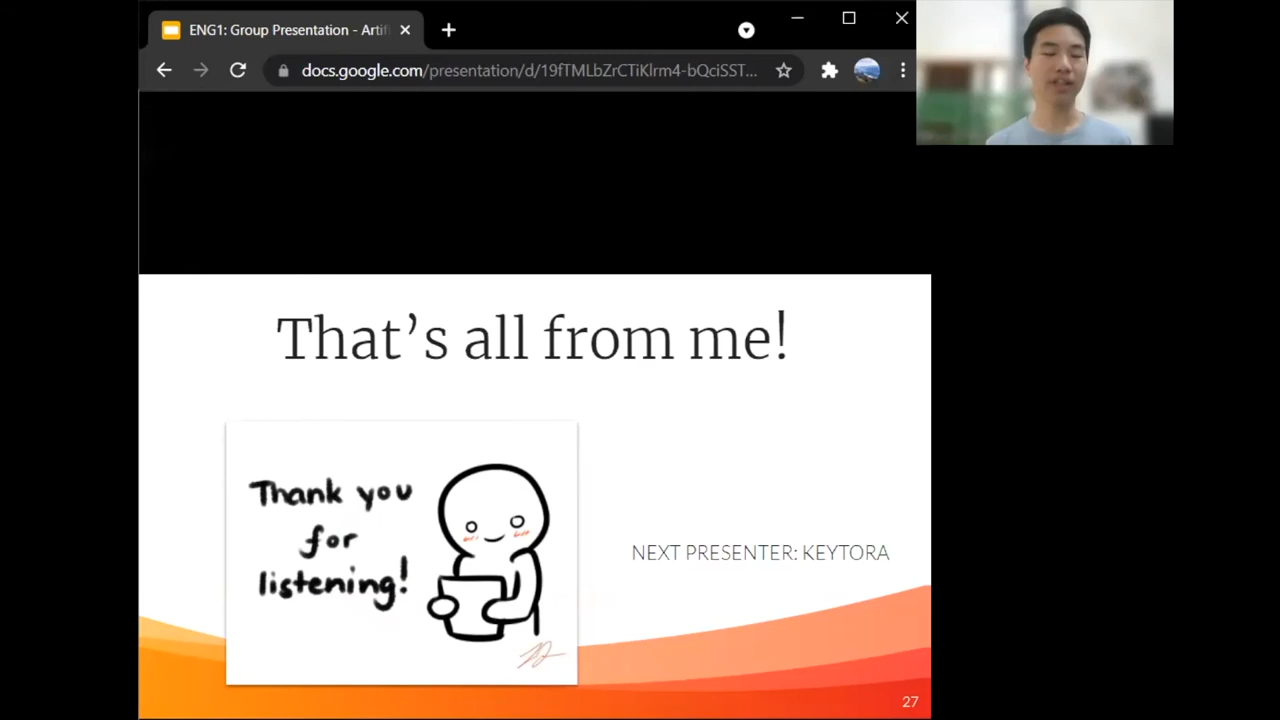 ENG1: Group Presentation - Artifi
docs.google.com/presentation/d/19fTMLbZrCTiKlrm4-bQciSST...
That's all from me!
Thank you
for
listening!
NEXT PRESENTER: KEYTORA
27